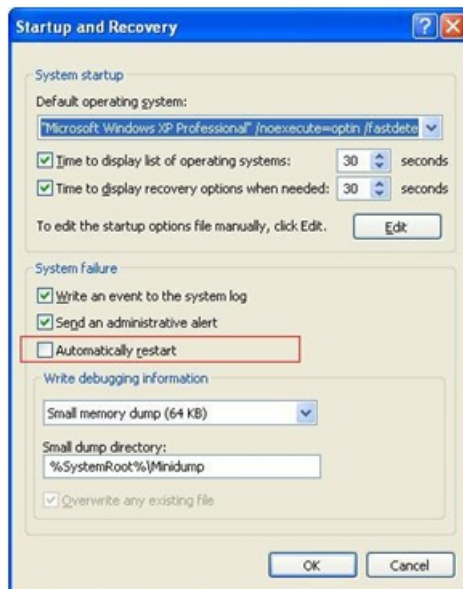 Startup and Recovery
System startup
Default operating system:
"Microsoft Windows XP Professional" /noexecute=optin /fastdete
Time to display list of operating systems: 30 seconds
Time to display recovery options when needed: 30 seconds
To edit the startup options file manually, click Edit. Edit
System failure
Write an event to the system log
Send an administrative alert
Automatically restart
Write debugging information
Small memory dump (64 KB)
Small dump directory:
%SystemRoot%\Minidump
Overwrite any existing file
OK Cancel